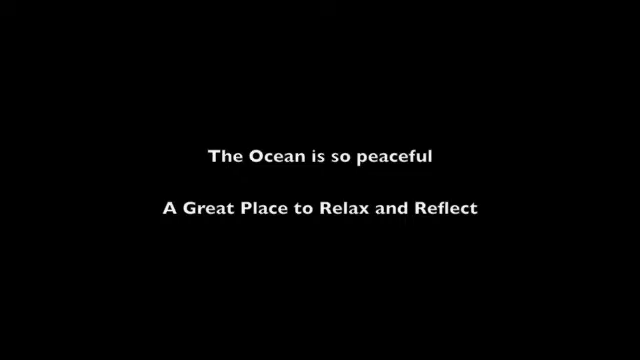 The Ocean is so peaceful
A Great Place to Relax and Reflect